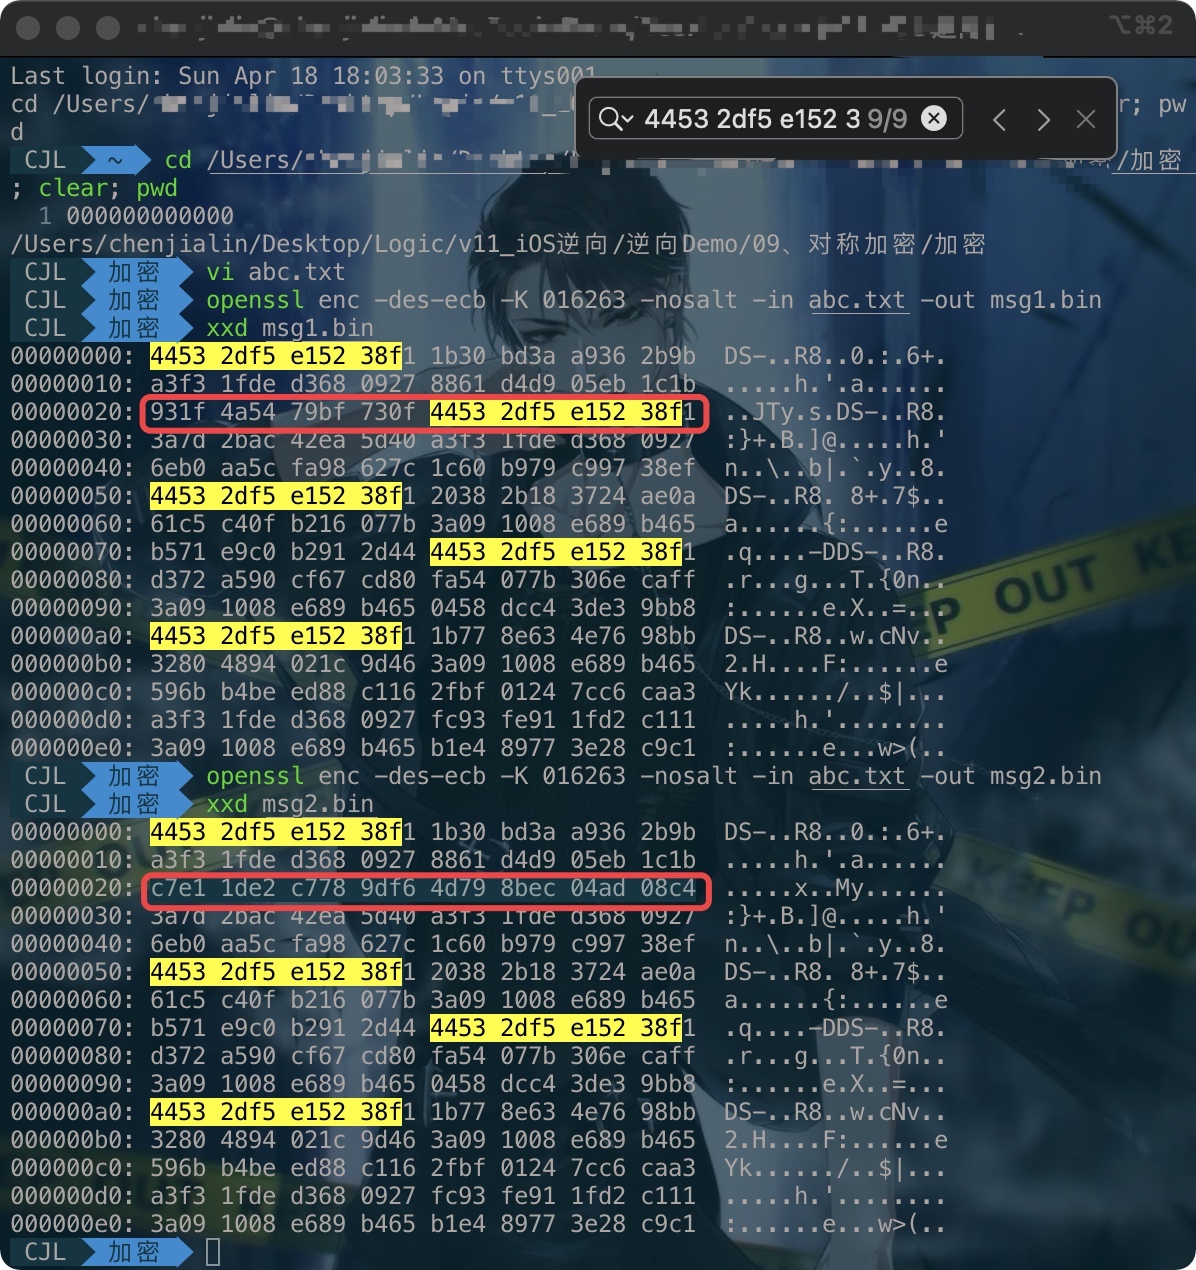 ⌥⌘2
Last login: Sun Apr 18 18:03:33 on ttys001
4453 2df5 e152 3 9/9
cd /Users/ r; pw
d
CJL ~ cd /Users/ /加密
; clear; pwd
1 000000000000
/Users/chenjialin/Desktop/Logic/v11_iOS逆向/逆向Demo/09、对称加密/加密
CJL 加密 vi abc.txt
CJL 加密 openssl enc -des-ecb -K 016263 -nosalt -in abc.txt -out msg1.bin
CJL 加密 xxd msg1.bin
00000000: 4453 2df5 e152 38f1 1b30 bd3a a936 2b9b DS-..R8..0.:.6+.
00000010: a3f3 1fde d368 0927 8861 d4d9 05eb 1c1b .....h.'.a......
00000020: 931f 4a54 79bf 730f 4453 2df5 e152 38f1 ..JTy.s.DS-..R8.
00000030: 3a7d 2bac 42ea 5d40 a3f3 1fde d368 0927 :}+.B.]@.....h.'
00000040: 6eb0 aa5c fa98 627c 1c60 b979 c997 38ef n..\..b|.`.y..8.
00000050: 4453 2df5 e152 38f1 2038 2b18 3724 ae0a DS-..R8. 8+.7$..
00000060: 61c5 c40f b216 077b 3a09 1008 e689 b465 a......{:......e
00000070: b571 e9c0 b291 2d44 4453 2df5 e152 38f1 .q....-DDS-..R8.
00000080: d372 a590 cf67 cd80 fa54 077b 306e caff .r...g...T.{0n..
00000090: 3a09 1008 e689 b465 0458 dcc4 3de3 9bb8 :......e.X..=...
000000a0: 4453 2df5 e152 38f1 1b77 8e63 4e76 98bb DS-..R8..w.cNv..
000000b0: 3280 4894 021c 9d46 3a09 1008 e689 b465 2.H....F:......e
000000c0: 596b b4be ed88 c116 2fbf 0124 7cc6 caa3 Yk....../..$|...
000000d0: a3f3 1fde d368 0927 fc93 fe91 1fd2 c111 .....h.'........
000000e0: 3a09 1008 e689 b465 b1e4 8977 3e28 c9c1 :......e...w>(..
CJL 加密 openssl enc -des-ecb -K 016263 -nosalt -in abc.txt -out msg2.bin
CJL 加密 xxd msg2.bin
00000000: 4453 2df5 e152 38f1 1b30 bd3a a936 2b9b DS-..R8..0.:.6+.
00000010: a3f3 1fde d368 0927 8861 d4d9 05eb 1c1b .....h.'.a......
00000020: c7e1 1de2 c778 9df6 4d79 8bec 04ad 08c4 .....x..My......
00000030: 3a7d 2bac 42ea 5d40 a3f3 1fde d368 0927 :}+.B.]@.....h.'
00000040: 6eb0 aa5c fa98 627c 1c60 b979 c997 38ef n..\..b|.`.y..8.
00000050: 4453 2df5 e152 38f1 2038 2b18 3724 ae0a DS-..R8. 8+.7$..
00000060: 61c5 c40f b216 077b 3a09 1008 e689 b465 a......{:......e
00000070: b571 e9c0 b291 2d44 4453 2df5 e152 38f1 .q....-DDS-..R8.
00000080: d372 a590 cf67 cd80 fa54 077b 306e caff .r...g...T.{0n..
00000090: 3a09 1008 e689 b465 0458 dcc4 3de3 9bb8 :......e.X..=...
000000a0: 4453 2df5 e152 38f1 1b77 8e63 4e76 98bb DS-..R8..w.cNv..
000000b0: 3280 4894 021c 9d46 3a09 1008 e689 b465 2.H....F:......e
000000c0: 596b b4be ed88 c116 2fbf 0124 7cc6 caa3 Yk....../..$|...
000000d0: a3f3 1fde d368 0927 fc93 fe91 1fd2 c111 .....h.'........
000000e0: 3a09 1008 e689 b465 b1e4 8977 3e28 c9c1 :......e...w>(..
CJL 加密
EP OUT KE
KEEP OU